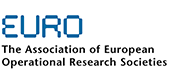 EURO
The Association of European
Operational Research Societies